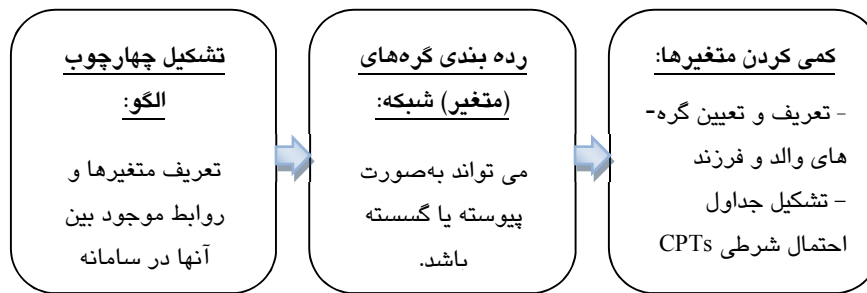 تشکیل چهارچوب
الگو:
تعریف متغیرها و
روابط موجود بین
آنها در سامانه
رده بندی گره‌های
(متغیر) شبکه:
می تواند به‌صورت
پیوسته یا گسسته
باشد.
کمی کردن متغیرها:
- تعریف و تعیین گره-
های والد و فرزند
- تشکیل جداول
احتمال شرطی CPTs